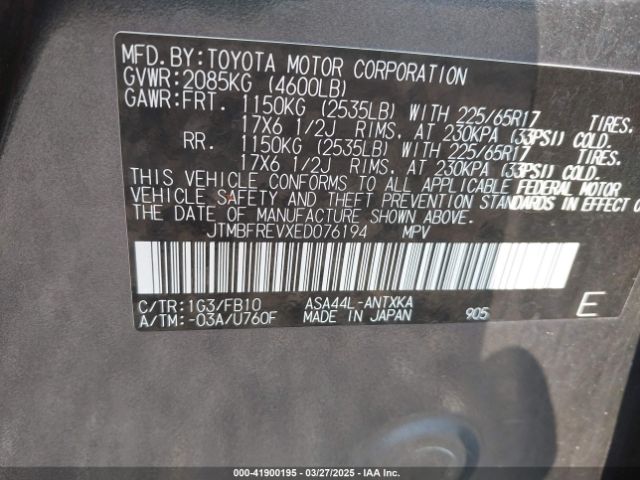 MFD.BY:TOYOTA MOTOR CORPORATION
GVWR:2085KG (4600LB)
GAWR:FRT. 1150KG (2535LB) WITH 225/65R17 TIRES.
17X6 1/2J RIMS. AT 230KPA (33PSI) COLD.
RR. 1150KG (2535LB) WITH 225/65R17 TIRES.
17X6 1/2J RIMS. AT 230KPA (33PSI) COLD.
THIS VEHICLE CONFORMS TO ALL APPLICABLE FEDERAL MOTOR
VEHICLE SAFETY AND THEFT PREVENTION STANDARDS IN EFFECT O
THE DATE OF MANUFACTURE SHOWN ABOVE.
JTMBFREVXED076194 MPV
C/TR:1G3/FB10 ASA44L-ANTXKA
A/TM:-03A/U760F MADE IN JAPAN 905 E
000-41900195 - 03/27/2025 - IAA Inc.